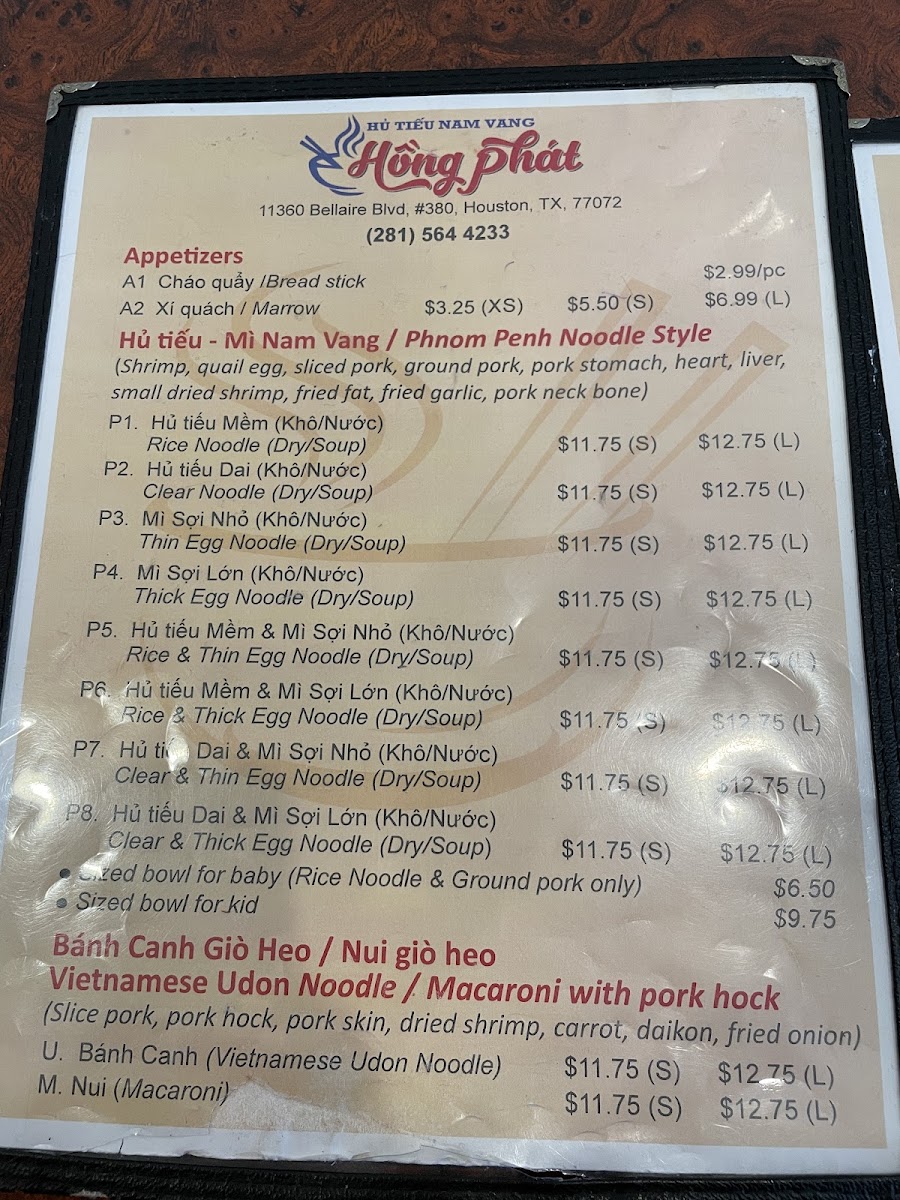 HỦ TIẾU NAM VANG
Hồng Phát
11360 Bellaire Blvd, #380, Houston, TX, 77072
(281) 564 4233
Appetizers
A1 Cháo quẩy /Bread stick $2.99/pc
A2 Xí quách / Marrow $3.25 (XS) $5.50 (S) $6.99 (L)
Hủ tiếu - Mì Nam Vang / Phnom Penh Noodle Style
(Shrimp, quail egg, sliced pork, ground pork, pork stomach, heart, liver,
small dried shrimp, fried fat, fried garlic, pork neck bone)
P1. Hủ tiếu Mềm (Khô/Nước)
Rice Noodle (Dry/Soup) $11.75 (S) $12.75 (L)
P2. Hủ tiếu Dai (Khô/Nước)
Clear Noodle (Dry/Soup) $11.75 (S) $12.75 (L)
P3. Mì Sợi Nhỏ (Khô/Nước)
Thin Egg Noodle (Dry/Soup) $11.75 (S) $12.75 (L)
P4. Mì Sợi Lớn (Khô/Nước)
Thick Egg Noodle (Dry/Soup) $11.75 (S) $12.75 (L)
P5. Hủ tiếu Mềm & Mì Sợi Nhỏ (Khô/Nước)
Rice & Thin Egg Noodle (Dry/Soup) $11.75 (S) $12.75 (L)
P6. Hủ tiếu Mềm & Mì Sợi Lớn (Khô/Nước)
Rice & Thick Egg Noodle (Dry/Soup) $11.75 (S) $12.75 (L)
P7. Hủ tiếu Dai & Mì Sợi Nhỏ (Khô/Nước)
Clear & Thin Egg Noodle (Dry/Soup) $11.75 (S) $12.75 (L)
P8. Hủ tiếu Dai & Mì Sợi Lớn (Khô/Nước)
Clear & Thick Egg Noodle (Dry/Soup) $11.75 (S) $12.75 (L)
• Sized bowl for baby (Rice Noodle & Ground pork only) $6.50
• Sized bowl for kid $9.75
Bánh Canh Giò Heo / Nui giò heo
Vietnamese Udon Noodle / Macaroni with pork hock
(Slice pork, pork hock, pork skin, dried shrimp, carrot, daikon, fried onion)
U. Bánh Canh (Vietnamese Udon Noodle) $11.75 (S) $12.75 (L)
M. Nui (Macaroni) $11.75 (S) $12.75 (L)